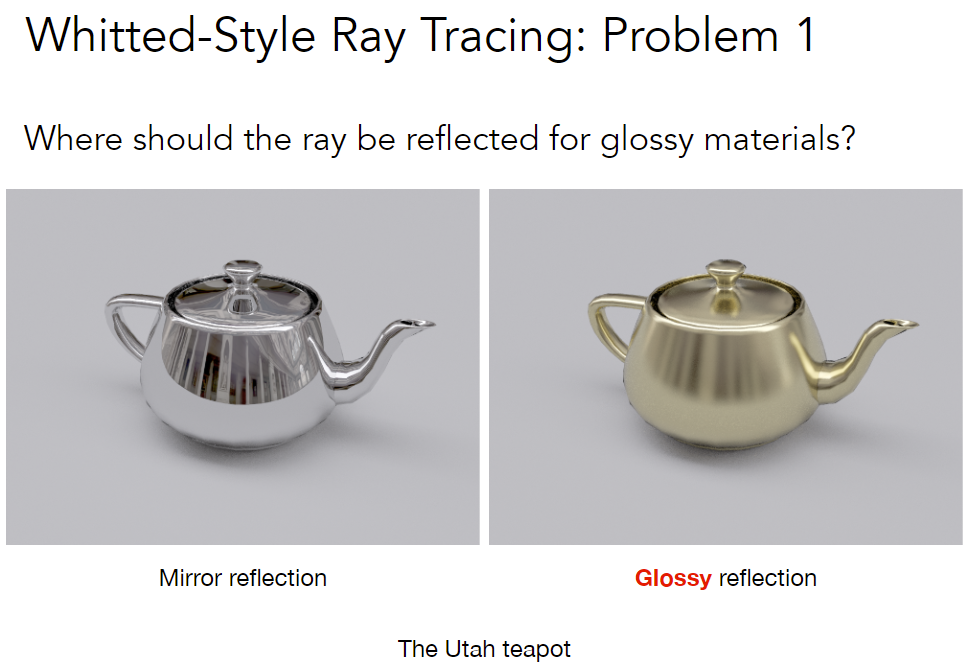 Whitted-Style Ray Tracing: Problem 1
Where should the ray be reflected for glossy materials?
Mirror reflection
Glossy reflection
The Utah teapot